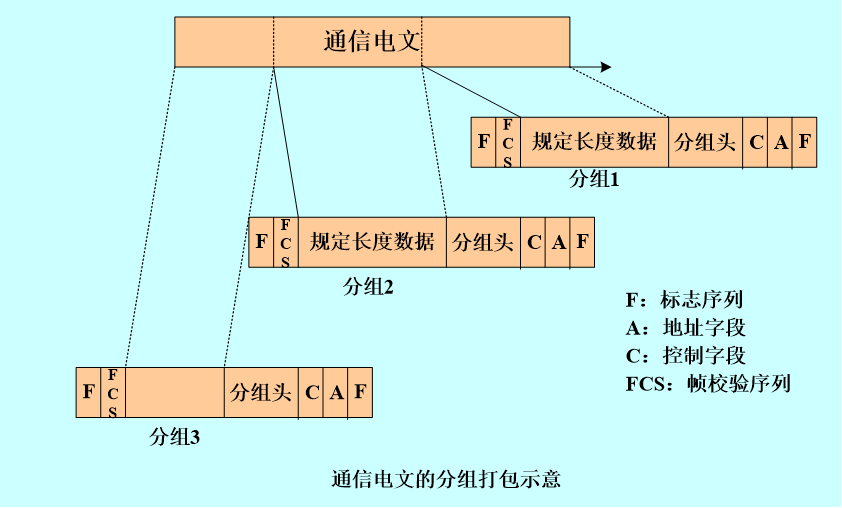 通信电文
F FCS 规定长度数据 分组头 C A F
分组1
F FCS 规定长度数据 分组头 C A F
分组2
F：标志序列
A：地址字段
C：控制字段
FCS：帧校验序列
F FCS 分组头 C A F
分组3
通信电文的分组打包示意